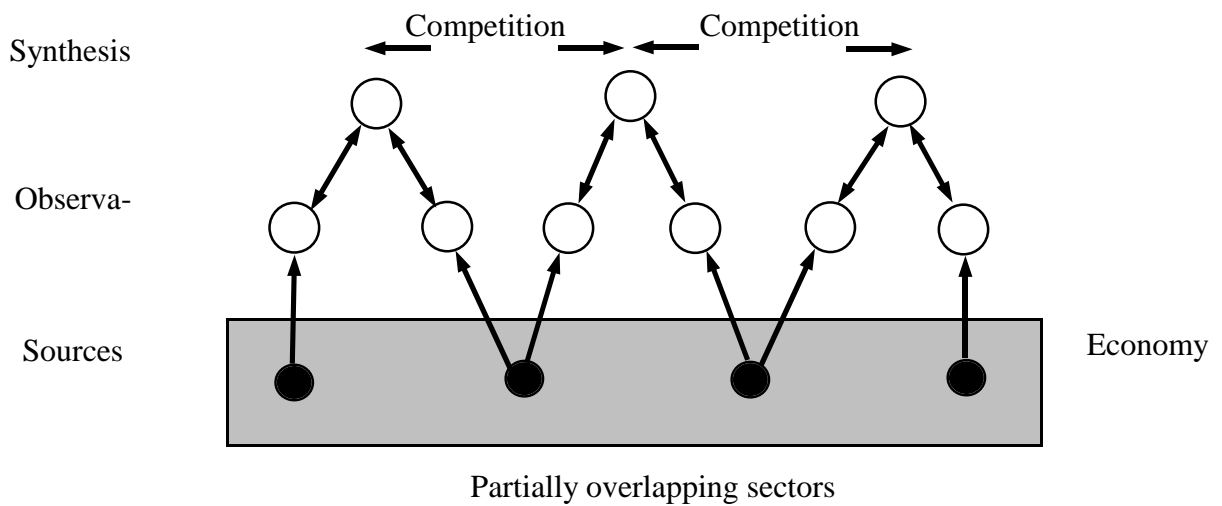 Competition Competition
Synthesis
Observa-
Sources
Economy
Partially overlapping sectors